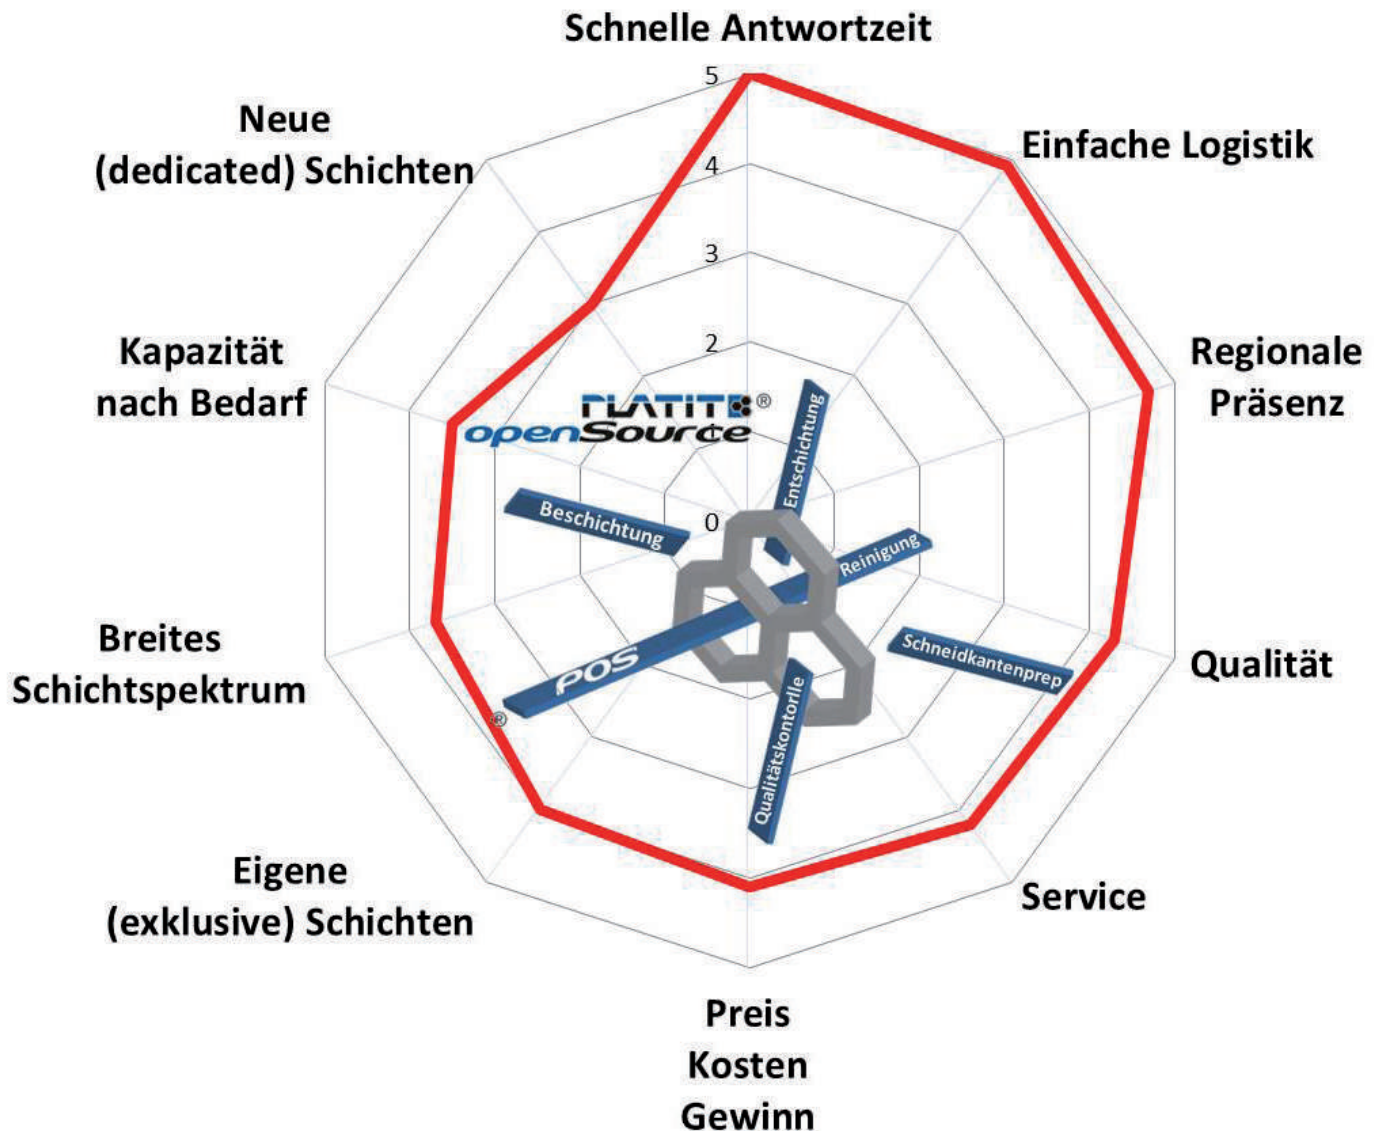 Schnelle Antwortzeit
5
Neue
(dedicated) Schichten
Einfache Logistik
4
3
Kapazität
nach Bedarf
Regionale
Präsenz
2
PLATIT®
openSource
1
Entschichtung
Beschichtung
0
Reinigung
Breites
Schichtspektrum
POS
®
Schneidkantenprep
Qualität
Qualitätskontorlle
Eigene
(exklusive) Schichten
Service
Preis
Kosten
Gewinn